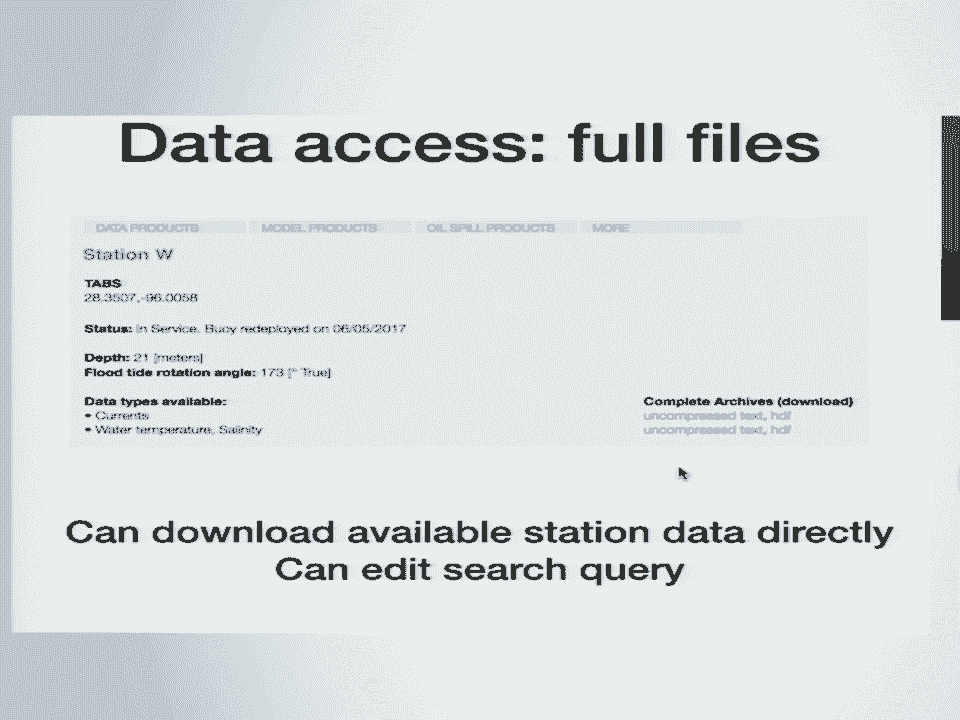 Data access: full files
DATA PRODUCTS MODEL PRODUCTS OIL SPILL PRODUCTS MORE
Station W
TABS
28.3507,-96.0058
Status: In Service. Buoy redeployed on 06/05/2017
Depth: 21 [meters]
Flood tide rotation angle: 173 [° True]
Data types available: Complete Archives (download)
• Currents uncompressed text, hdf
• Water temperature, Salinity uncompressed text, hdf
Can download available station data directly
Can edit search query